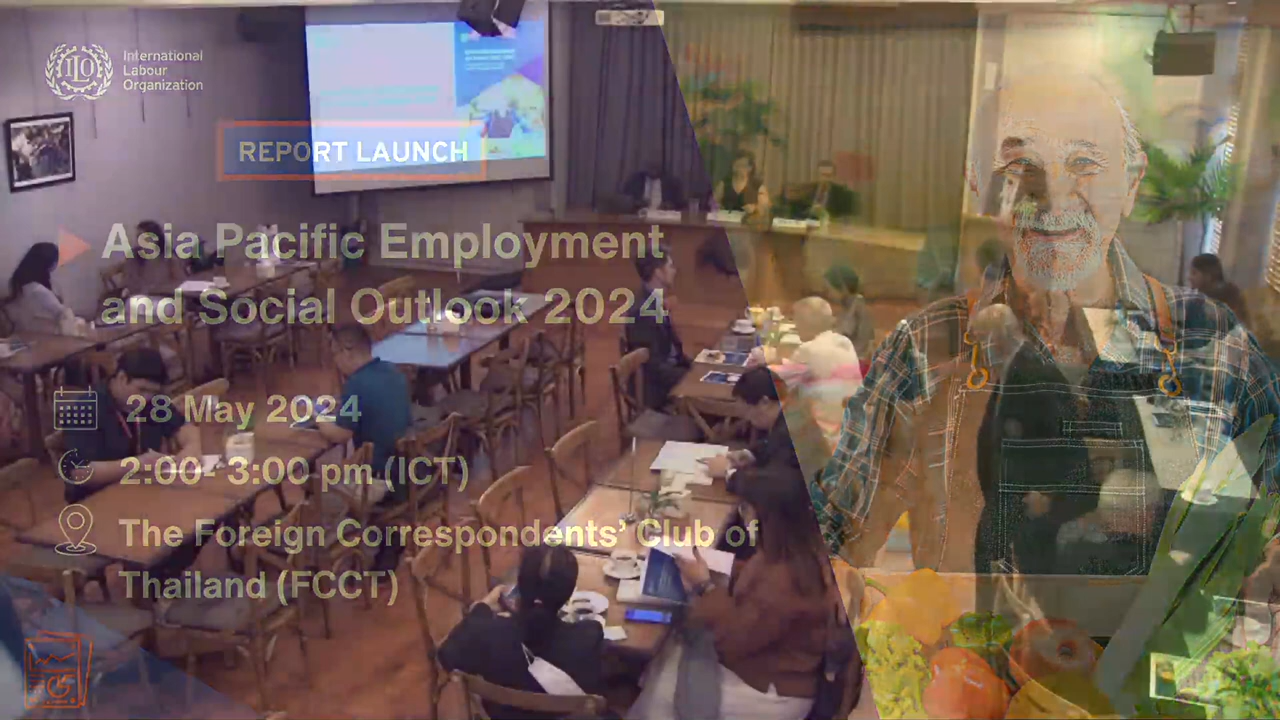 ILO
International
Labour
Organization
REPORT LAUNCH
Asia Pacific Employment
and Social Outlook 2024
28 May 2024
2:00- 3:00 pm (ICT)
The Foreign Correspondents’ Club of
Thailand (FCCT)